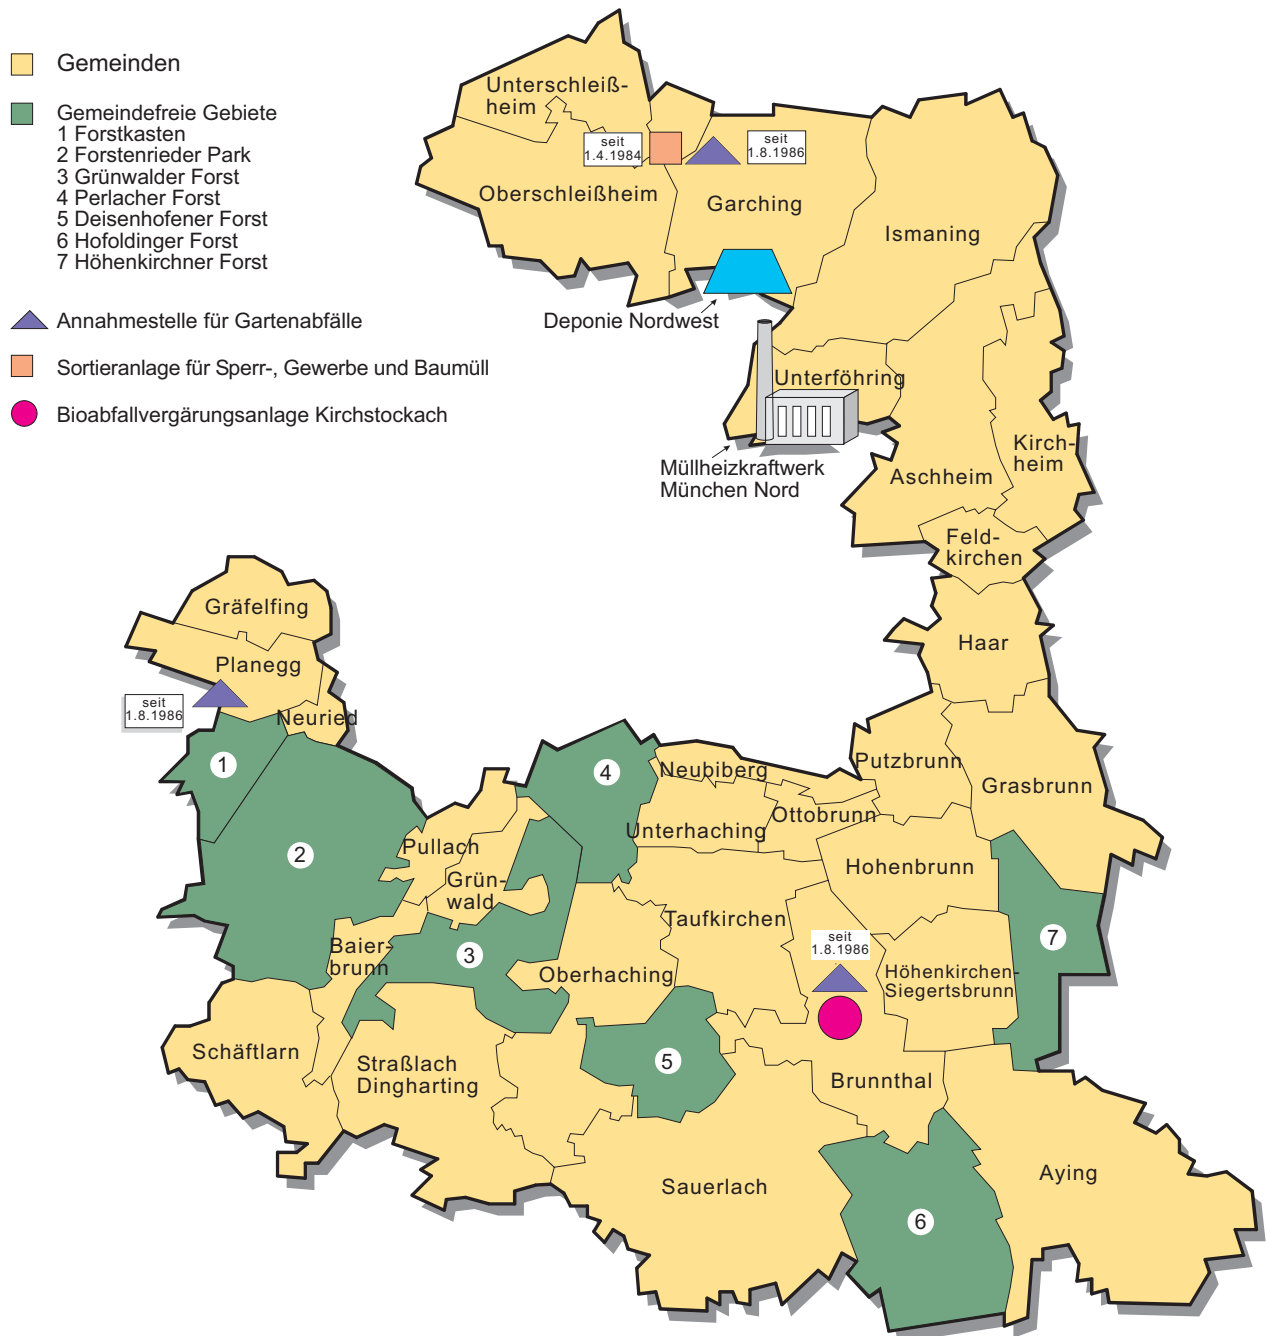 Gemeinden
Gemeindefreie Gebiete
1 Forstkasten
2 Forstenrieder Park
3 Grünwalder Forst
4 Perlacher Forst
5 Deisenhofener Forst
6 Hofoldinger Forst
7 Höhenkirchner Forst
Annahmestelle für Gartenabfälle
Sortieranlage für Sperr-, Gewerbe und Baumüll
Bioabfallvergärungsanlage Kirchstockach
Unterschleiß-
heim
seit
1.4.1984
seit
1.8.1986
Oberschleißheim
Garching
Ismaning
Deponie Nordwest
Unterföhring
Müllheizkraftwerk
München Nord
Kirch-
heim
Aschheim
Feld-
kirchen
Haar
Gräfelfing
Planegg
seit
1.8.1986
Neuried
1
2
3
4
5
6
7
Neubiberg
Putzbrunn
Grasbrunn
Ottobrunn
Unterhaching
Pullach
Grün-
wald
Hohenbrunn
Taufkirchen
Baier-
brunn
Oberhaching
seit
1.8.1986
Höhenkirchen-
Siegertsbrunn
Schäftlarn
Straßlach
Dingharting
Brunnthal
Sauerlach
Aying